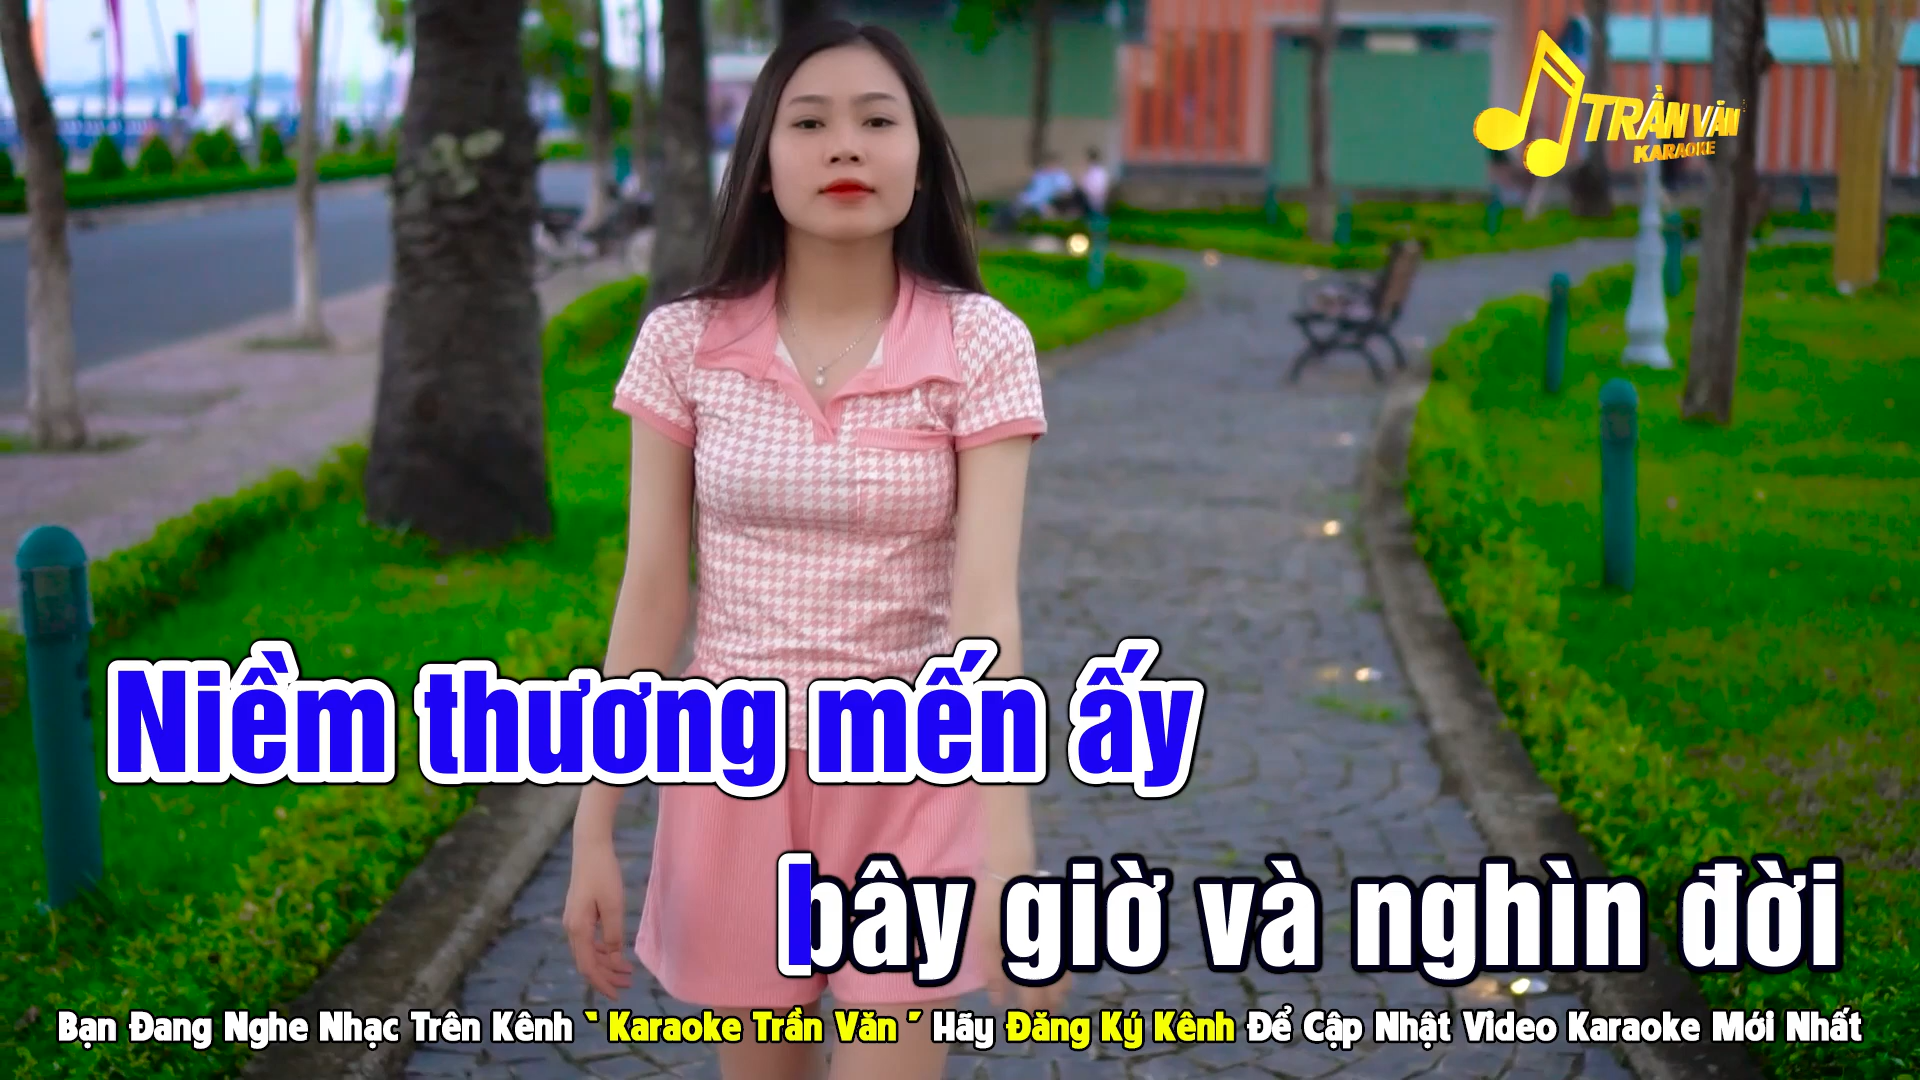 TRẦN VĂN
KARAOKE
Niềm thương mến ấy
bây giờ và nghìn đời
Bạn Đang Nghe Nhạc Trên Kênh ` Karaoke Trần Văn ´ Hãy Đăng Ký Kênh Để Cập Nhật Video Karaoke Mới Nhất